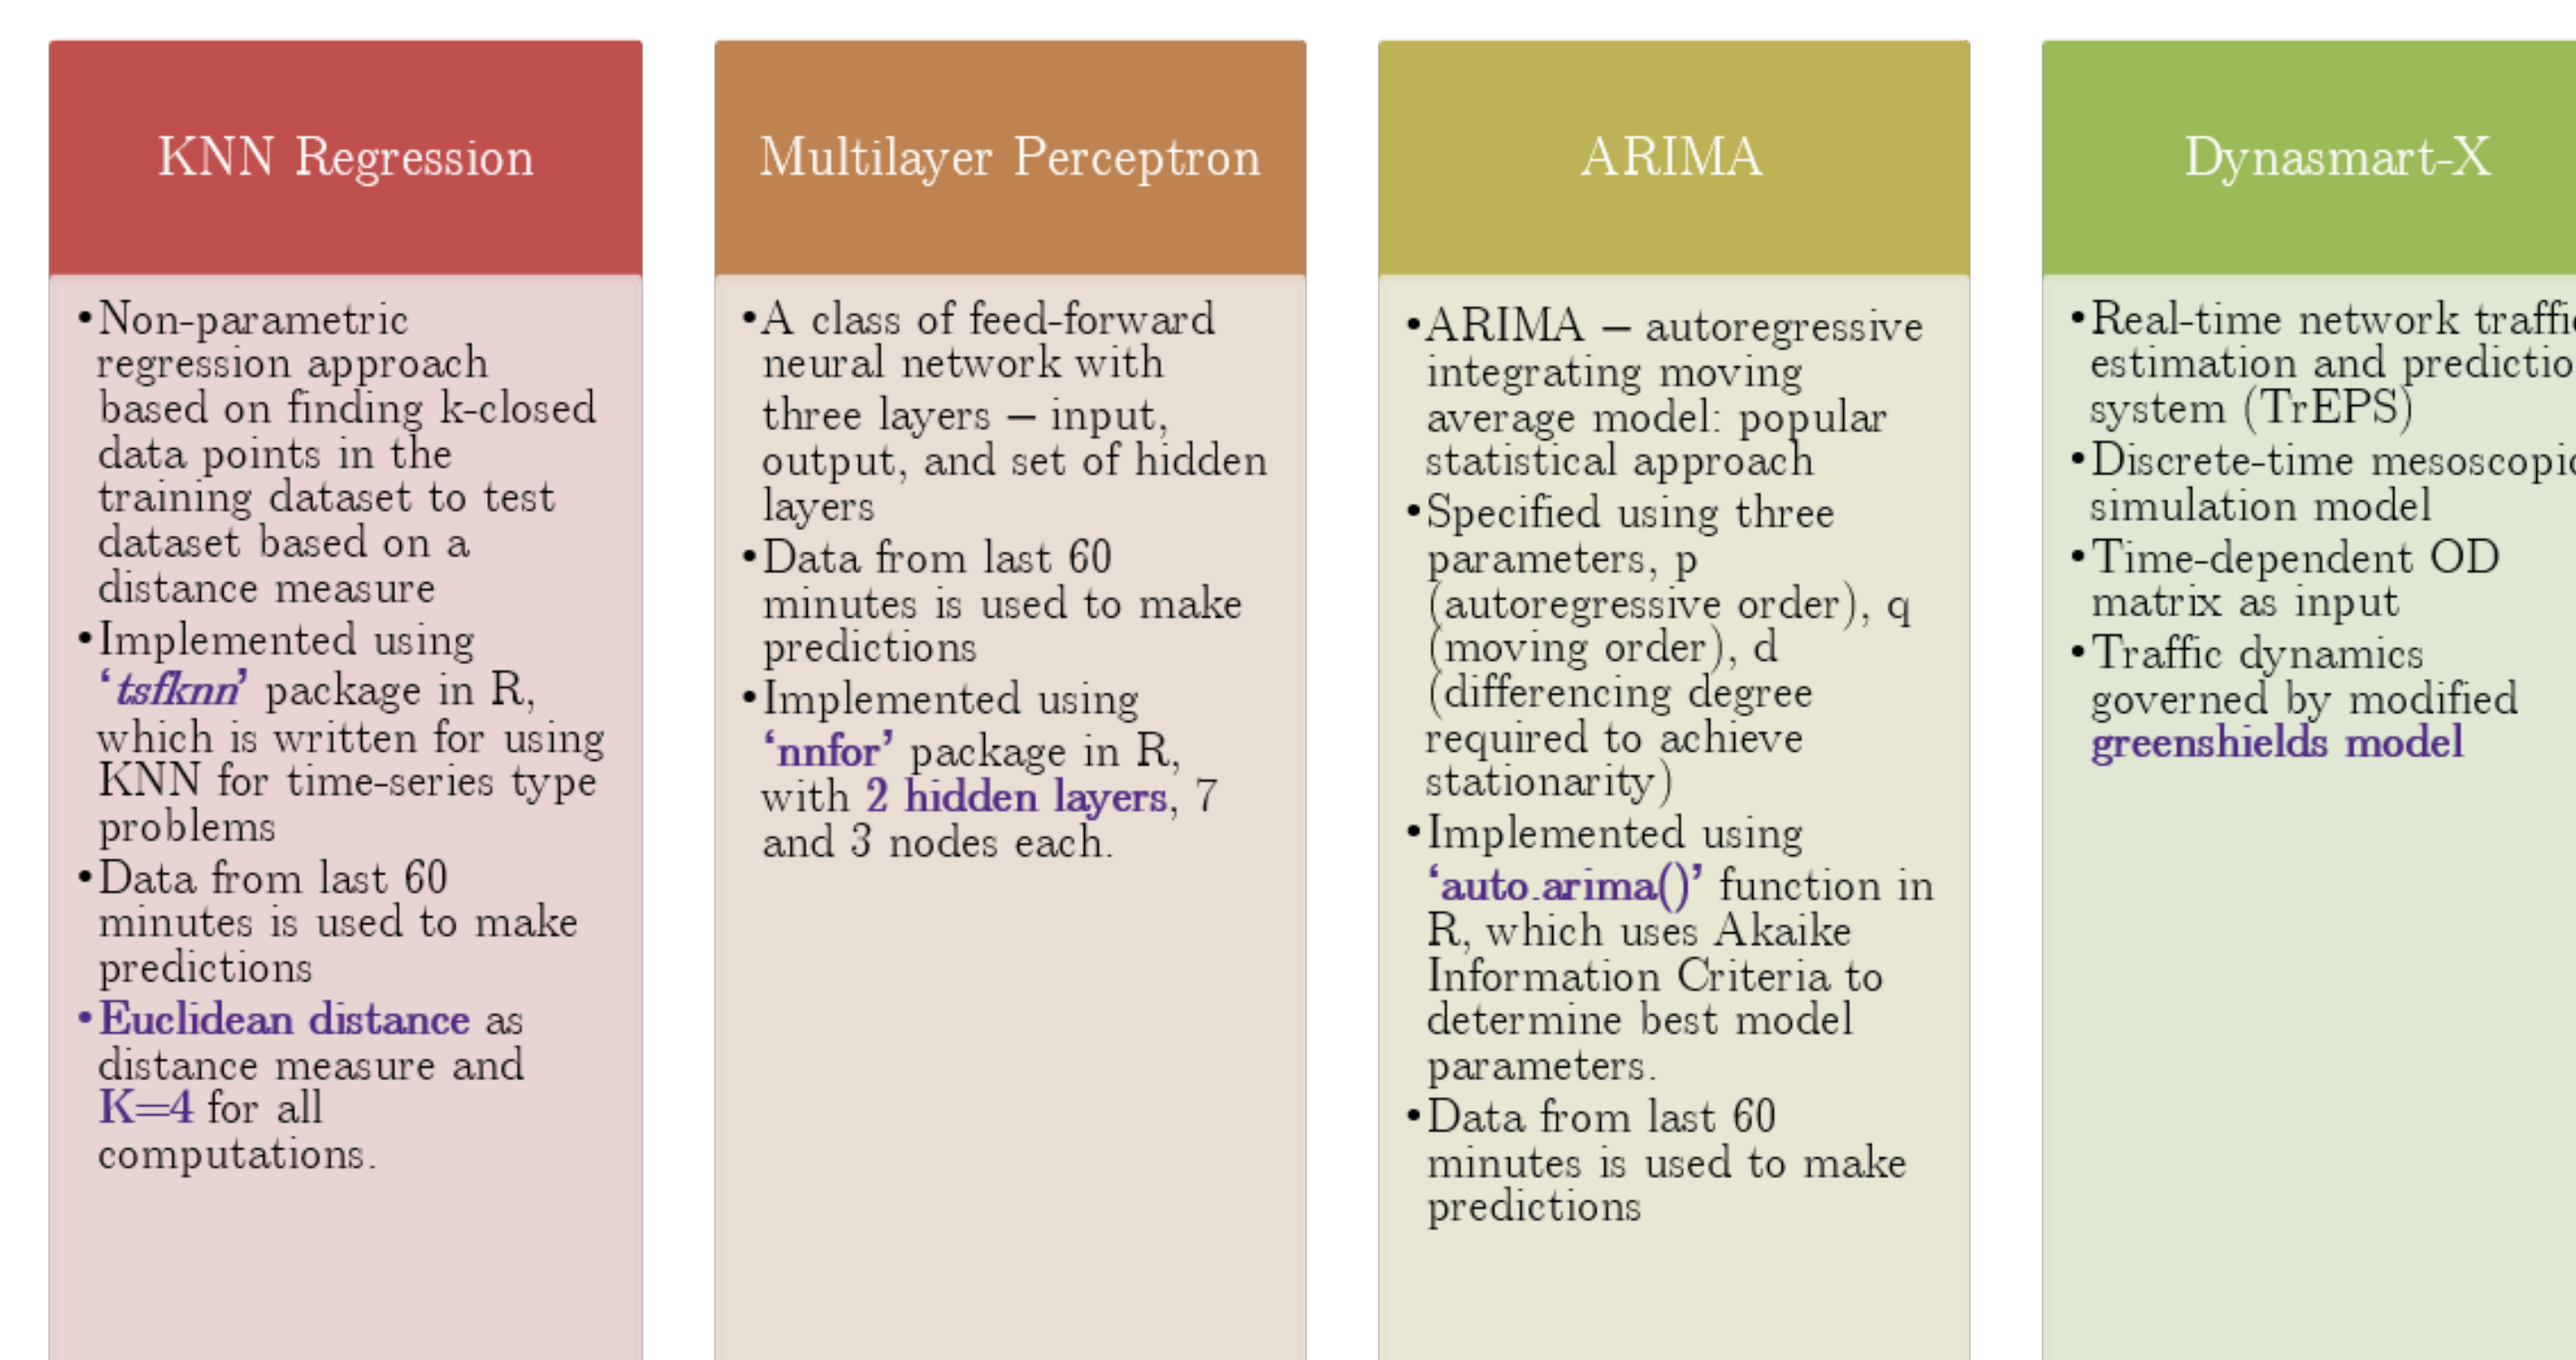 KNN Regression
•Non-parametric
regression approach
based on finding k-closed
data points in the
training dataset to test
dataset based on a
distance measure
•Implemented using
‘tsfknn’ package in R,
which is written for using
KNN for time-series type
problems
•Data from last 60
minutes is used to make
predictions
•Euclidean distance as
distance measure and
K=4 for all
computations.
Multilayer Perceptron
•A class of feed-forward
neural network with
three layers – input,
output, and set of hidden
layers
•Data from last 60
minutes is used to make
predictions
•Implemented using
‘nnfor’ package in R,
with 2 hidden layers, 7
and 3 nodes each.
ARIMA
•ARIMA – autoregressive
integrating moving
average model: popular
statistical approach
•Specified using three
parameters, p
(autoregressive order), q
(moving order), d
(differencing degree
required to achieve
stationarity)
•Implemented using
‘auto.arima()’ function in
R, which uses Akaike
Information Criteria to
determine best model
parameters.
•Data from last 60
minutes is used to make
predictions
Dynasmart-X
•Real-time network traffic
estimation and predictio
system (TrEPS)
•Discrete-time mesoscopic
simulation model
•Time-dependent OD
matrix as input
•Traffic dynamics
governed by modified
greenshields model